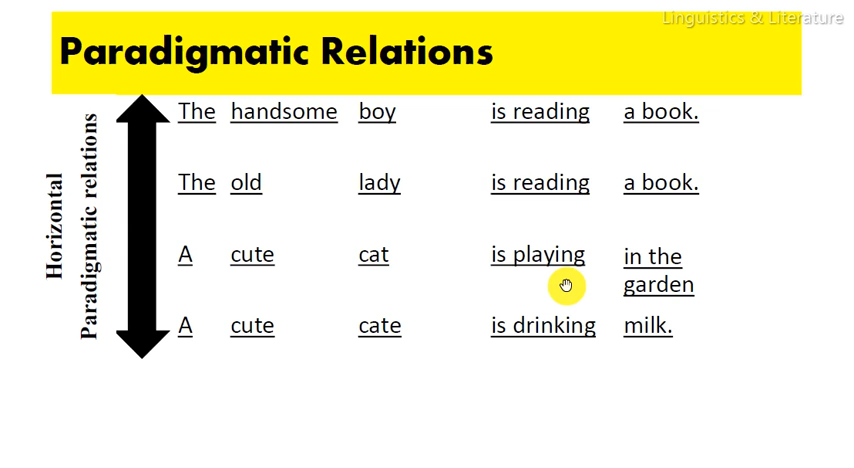 Linguistics & Literature
Paradigmatic Relations
Horizontal
Paradigmatic relations
The handsome boy is reading a book.
The old lady is reading a book.
A cute cat is playing in the
garden
A cute cate is drinking milk.